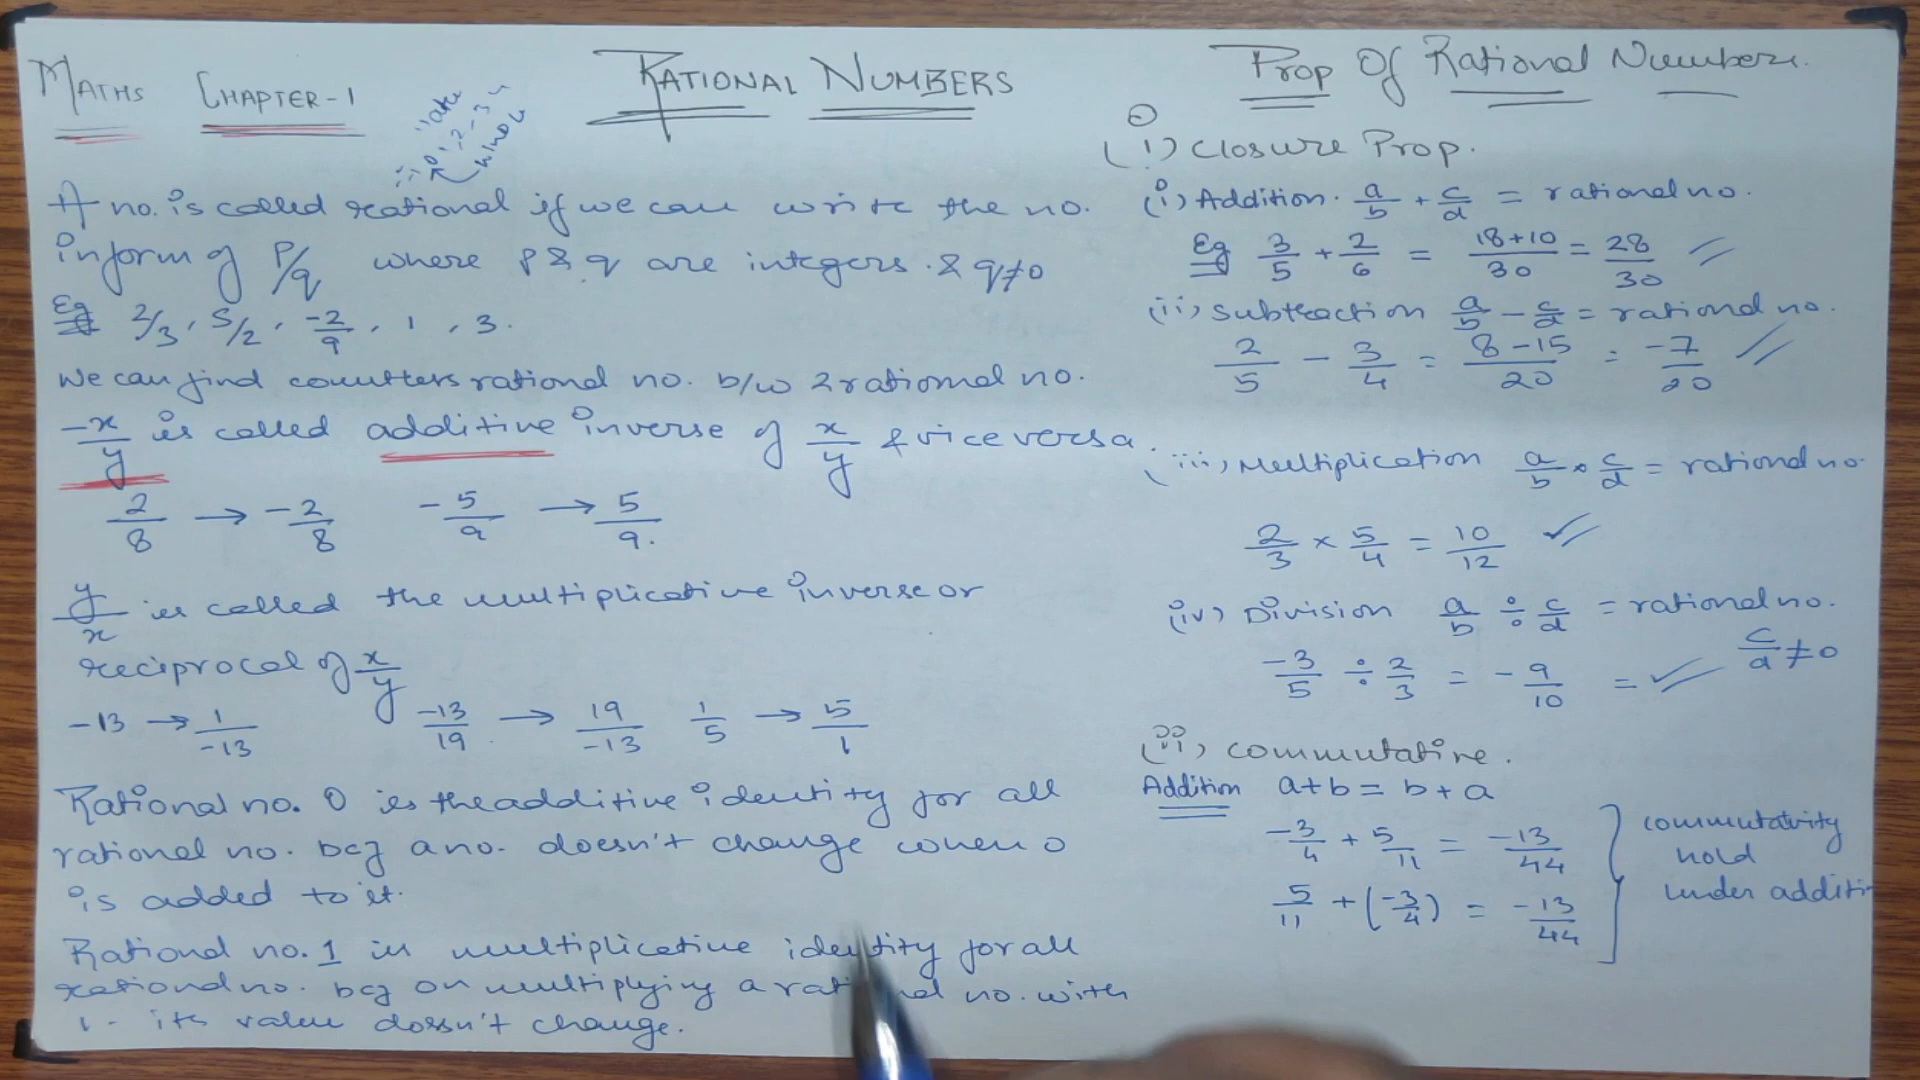 MATHS CHAPTER-1
RATIONAL NUMBERS
A no. is called rational if we can write the no.
in form of P/q where P & q are integers. & q≠0
Eg 2/3, 5/2, -2/9, 1, 3.
We can find countless rational no. b/w 2 rational no.
-x/y is called additive inverse of x/y & vice versa.
2/8 → -2/8 -5/9 → 5/9.
y/x is called the multiplicative inverse or
reciprocal of x/y
-13 → 1/-13 -13/19 → 19/-13 1/5 → 5/1
Rational no. 0 is the additive identity for all
rational no. bcz a no. doesn't change when 0
is added to it.
Rational no. 1 is multiplicative identity for all
rational no. bcz on multiplying a rational no. with
1. its value doesn't change.
Prop Of Rational Numbers.
(i) Closure Prop.
(i) Addition. a/b + c/d = rational no.
Eg 3/5 + 2/6 = 18+10/30 = 28/30
(ii) Subtraction a/b - c/d = rational no.
2/5 - 3/4 = 8-15/20 = -7/20
(iii) Multiplication a/b × c/d = rational no.
2/3 × 5/4 = 10/12
(iv) Division a/b ÷ c/d = rational no.
c/d ≠ 0
-3/5 ÷ 2/3 = -9/10 =
(ii) commutative.
Addition a+b = b+a
-3/4 + 5/11 = -13/44
5/11 + (-3/4) = -13/44
commutativity
hold
under additi